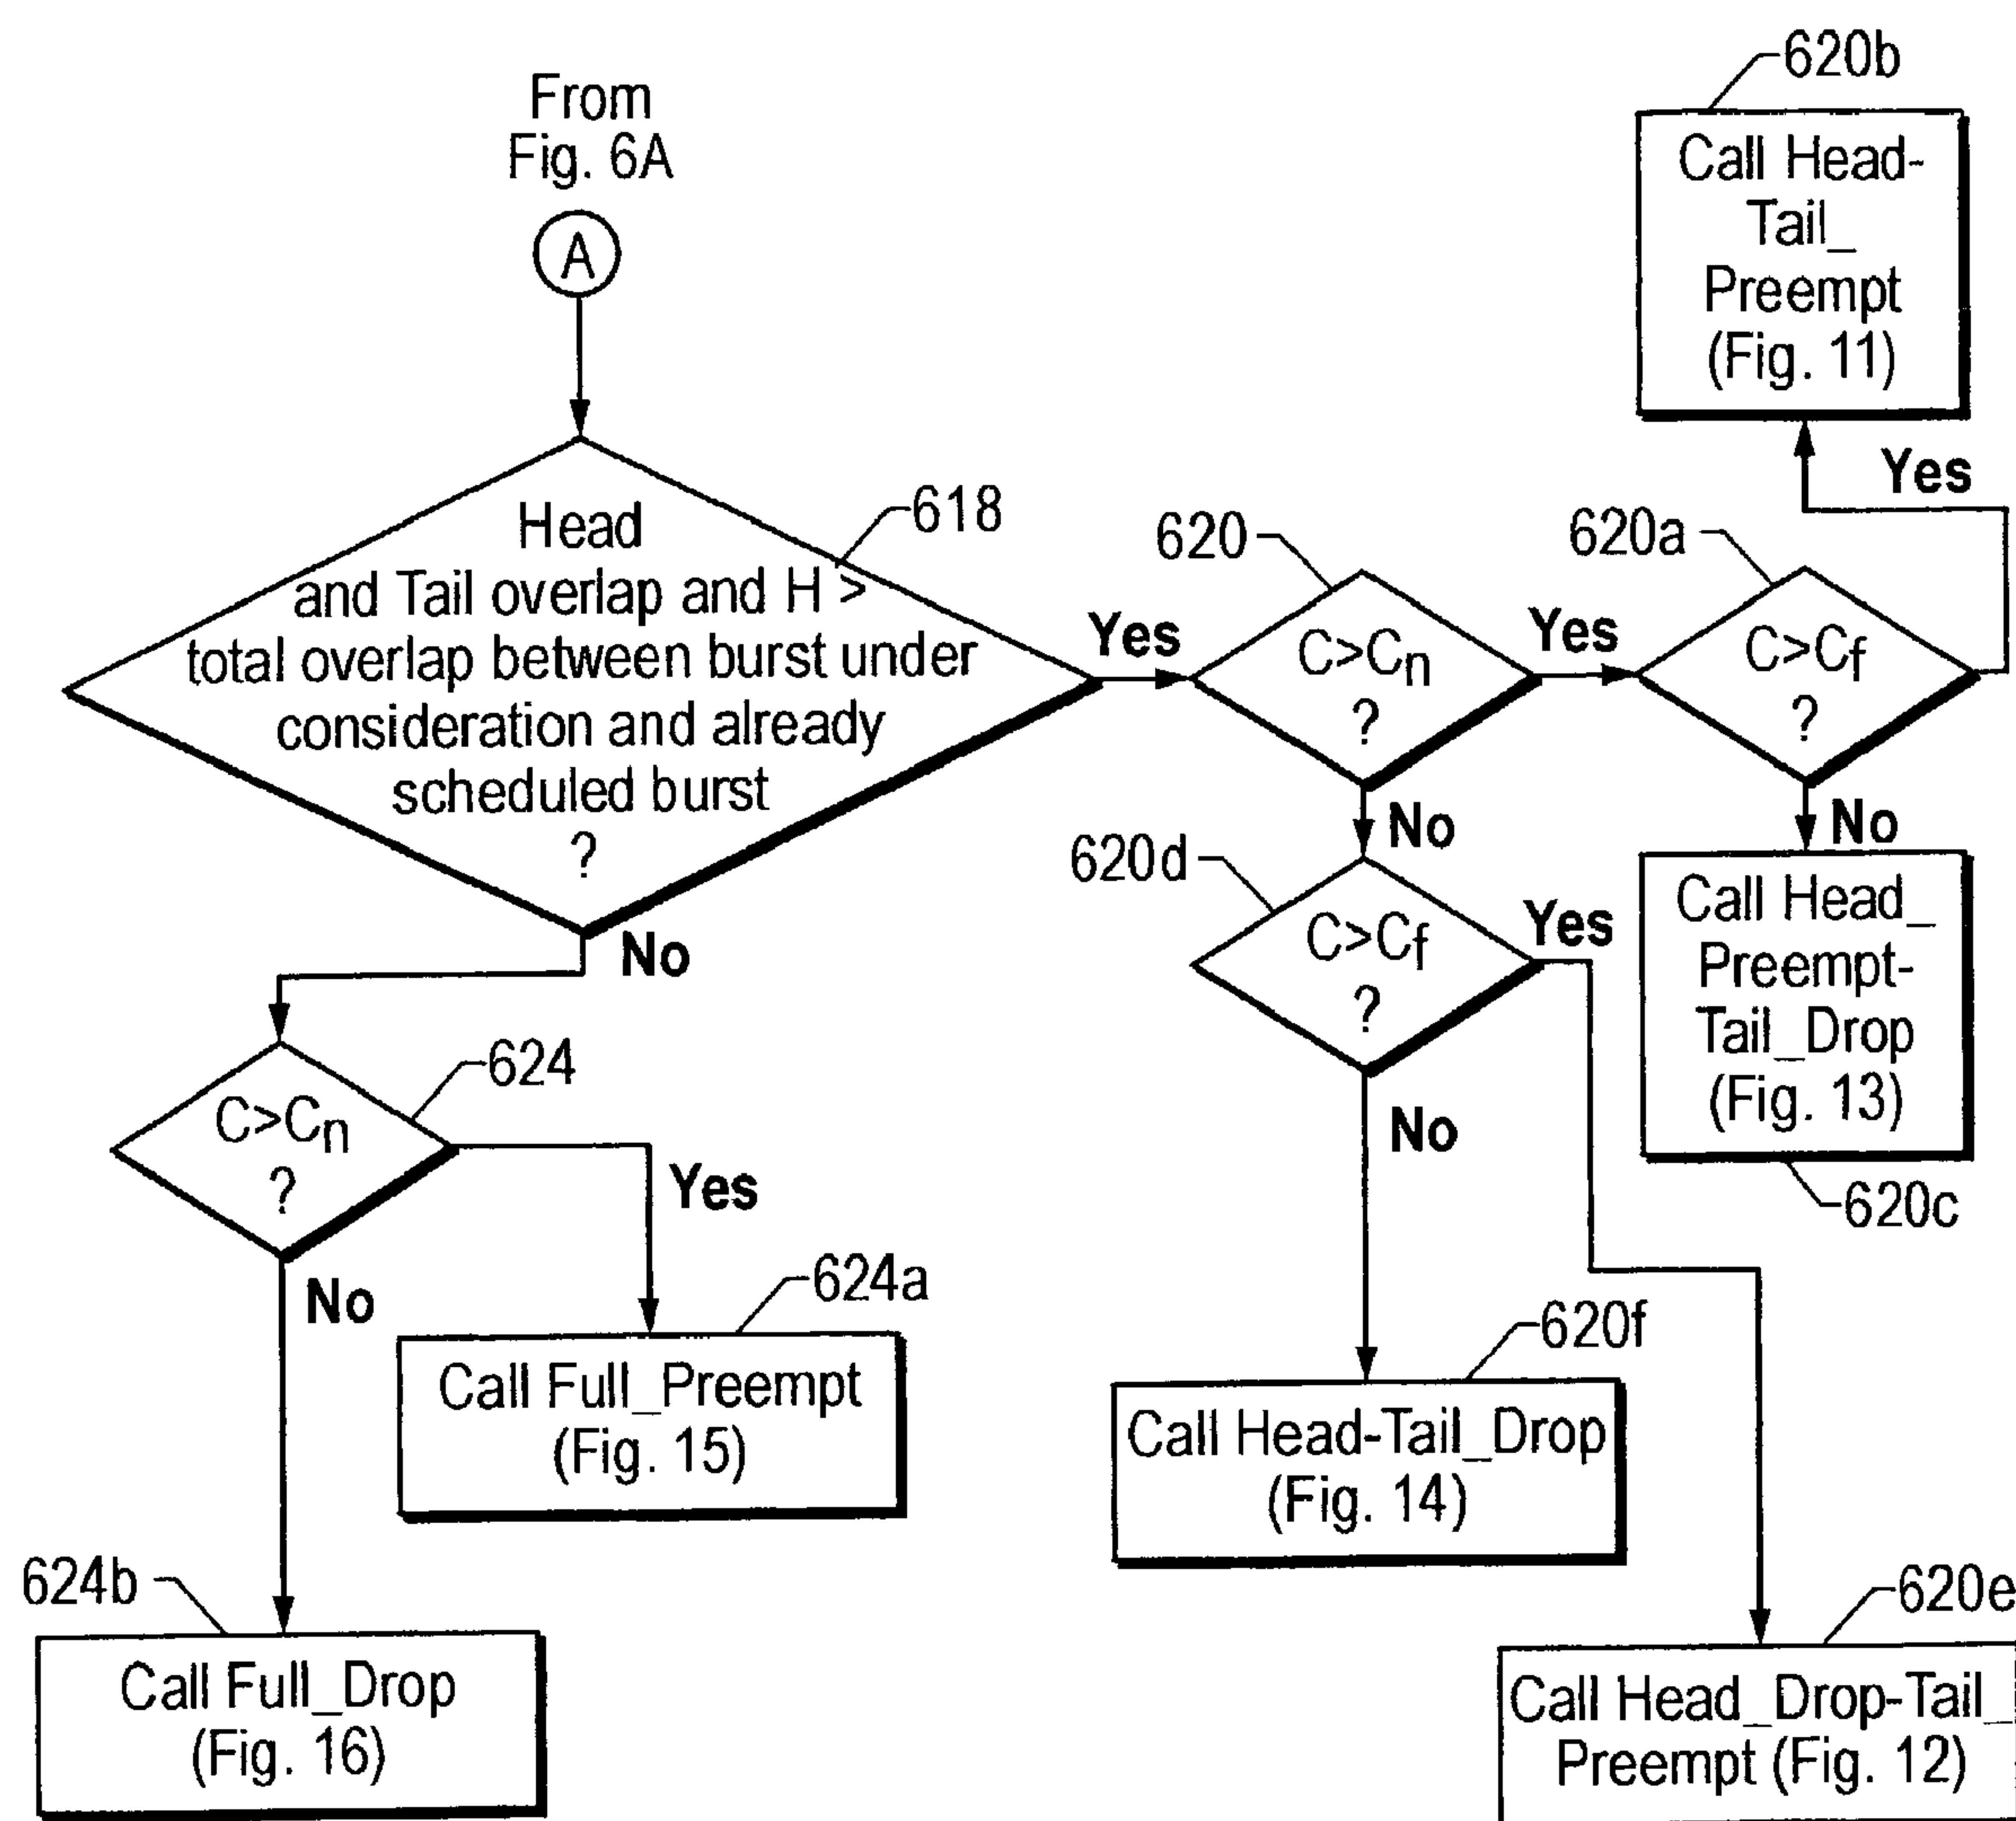 From
Fig. 6A
A
Head
and Tail overlap and H >
total overlap between burst under
consideration and already
scheduled burst
?
618
Yes
No
620
C>Cn
?
Yes
No
620a
C>Cf
?
Yes
No
620b
Call Head-
Tail_
Preempt
(Fig. 11)
Call Head_
Preempt-
Tail_Drop
(Fig. 13)
620c
620d
C>Cf
?
Yes
No
624
C>Cn
?
Yes
No
624a
Call Full_Preempt
(Fig. 15)
620f
Call Head-Tail_Drop
(Fig. 14)
624b
Call Full_Drop
(Fig. 16)
620e
Call Head_Drop-Tail_
Preempt (Fig. 12)